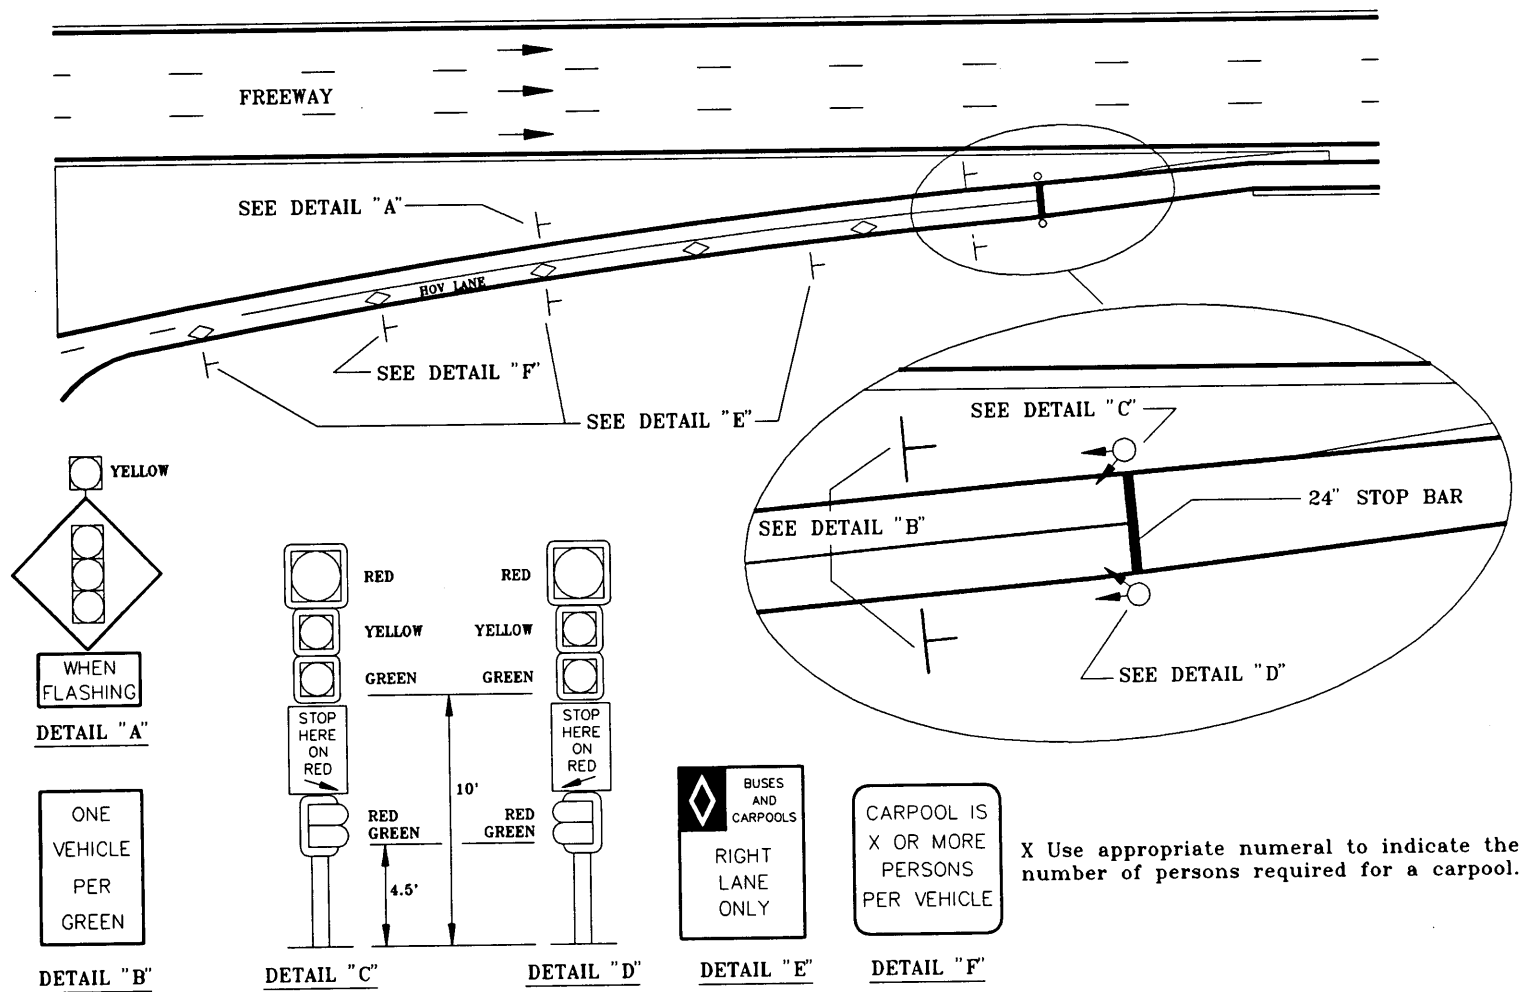 FREEWAY
SEE DETAIL "A"
HOV LANE
SEE DETAIL "F"
SEE DETAIL "E"
SEE DETAIL "C"
24" STOP BAR
SEE DETAIL "B"
SEE DETAIL "D"
YELLOW
WHEN
FLASHING
DETAIL "A"
ONE
VEHICLE
PER
GREEN
DETAIL "B"
RED
YELLOW
GREEN
STOP
HERE
ON
RED
RED
GREEN
DETAIL "C"
10'
4.5'
RED
YELLOW
GREEN
STOP
HERE
ON
RED
RED
GREEN
DETAIL "D"
BUSES
AND
CARPOOLS
RIGHT
LANE
ONLY
DETAIL "E"
CARPOOL IS
X OR MORE
PERSONS
PER VEHICLE
DETAIL "F"
X Use appropriate numeral to indicate the
number of persons required for a carpool.